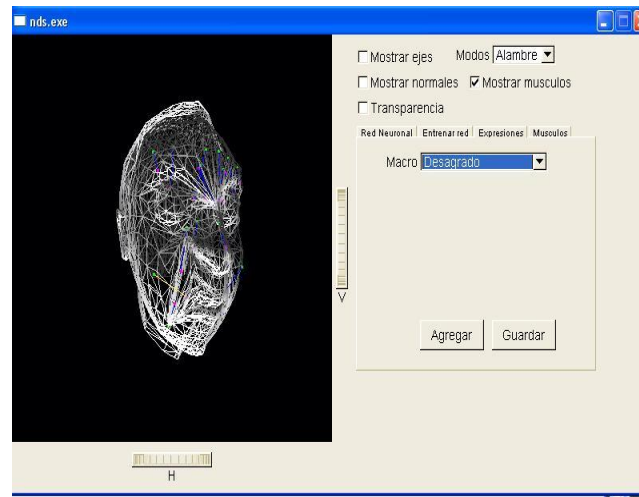 nds.exe
Mostrar ejes Modos Alambre
Mostrar normales Mostrar musculos
Transparencia
Red Neuronal Entrenar red Expresiones Musculos
Macro Desagrado
V
Agregar Guardar
H